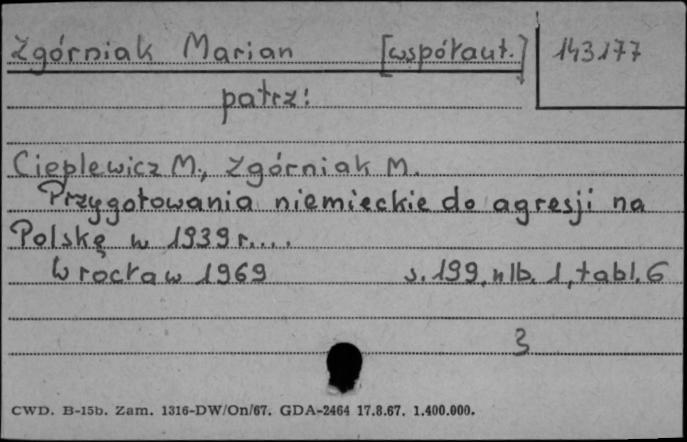 Zgórniak Marian [współaut.] 143177
patrz:
Cieplewicz M., Zgórniak M.
Przygotowania niemieckie do agresji na
Polskę w 1939 r....
Wrocław 1969 s. 199, nlb. 1, tabl. 6
3
CWD. B-15b. Zam. 1316-DW/On/67. GDA-2464 17.8.67. 1.400.000.